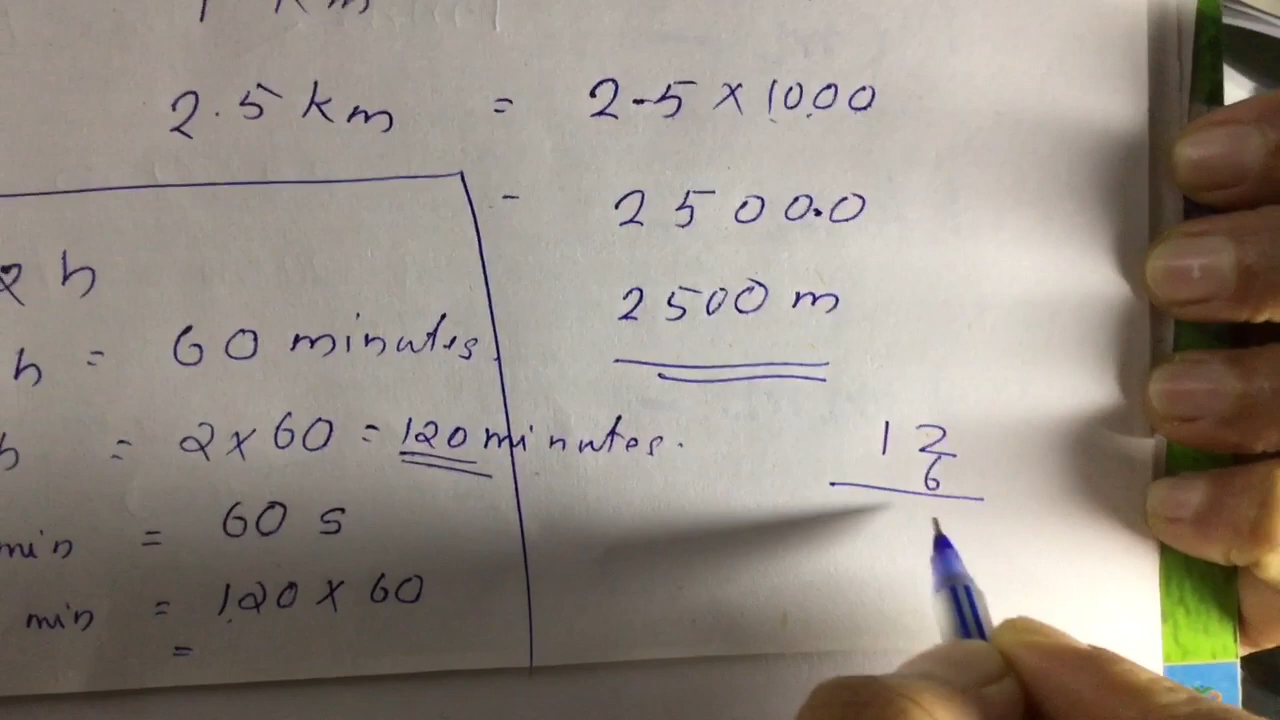 2.5 km = 2.5 × 1000
= 2500.0
2500 m
2 h
h = 60 minutes
h = 2 × 60 = 120 minutes.
min = 60 s
min = 120 × 60
=
12
6